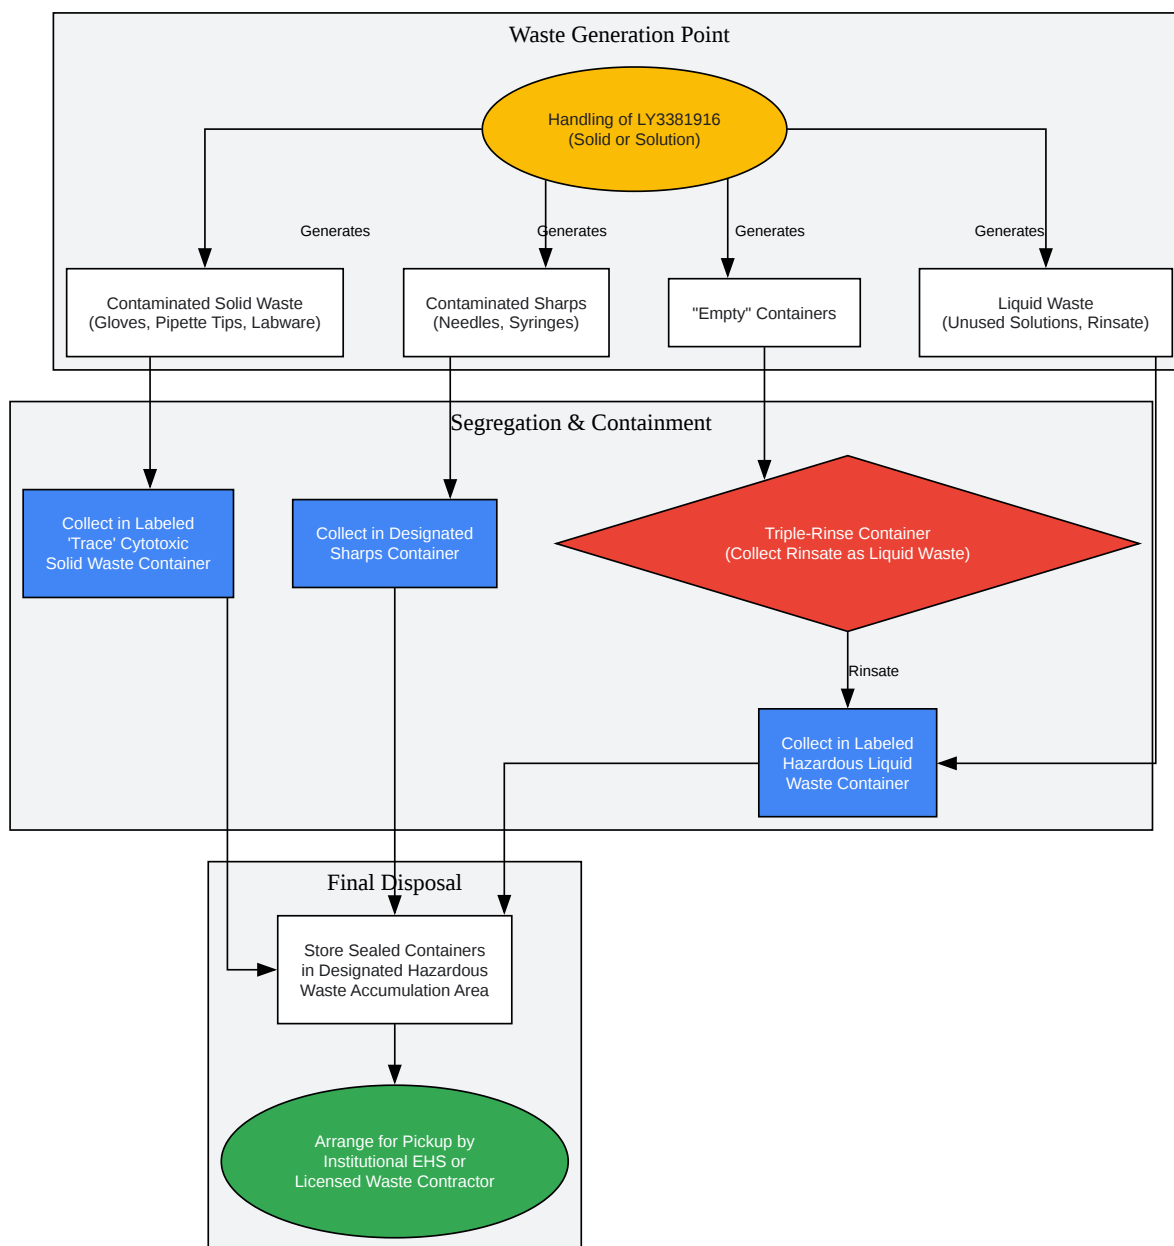 Waste Generation Point
Handling of LY3381916
(Solid or Solution)
Generates
Generates
Generates
Generates
Contaminated Solid Waste
(Gloves, Pipette Tips, Labware)
Contaminated Sharps
(Needles, Syringes)
"Empty" Containers
Liquid Waste
(Unused Solutions, Rinsate)
Segregation & Containment
Collect in Labeled
'Trace' Cytotoxic
Solid Waste Container
Collect in Designated
Sharps Container
Triple-Rinse Container
(Collect Rinsate as Liquid Waste)
Rinsate
Collect in Labeled
Hazardous Liquid
Waste Container
Final Disposal
Store Sealed Containers
in Designated Hazardous
Waste Accumulation Area
Arrange for Pickup by
Institutional EHS or
Licensed Waste Contractor